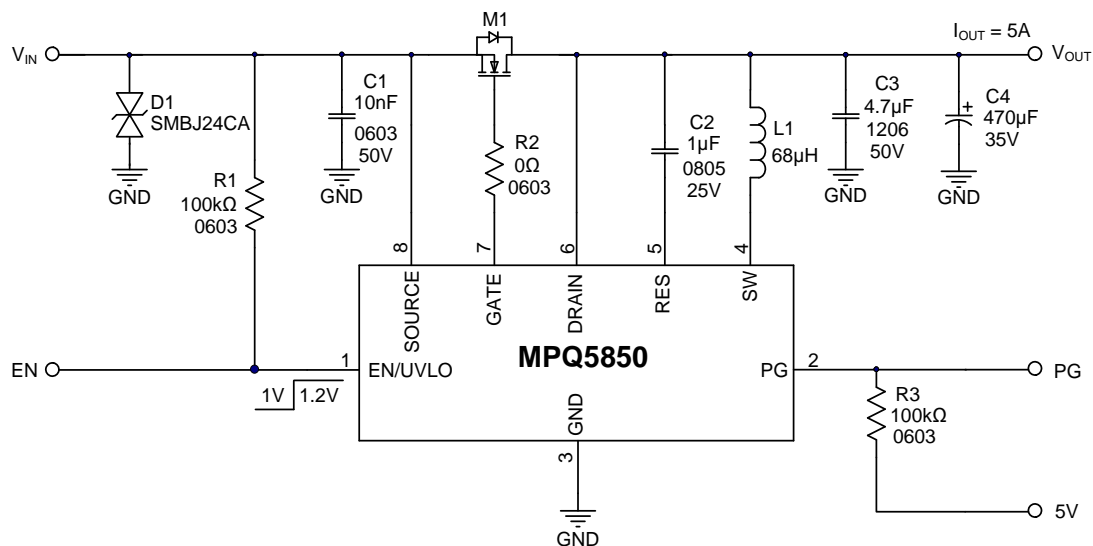 M1
V_IN
I_OUT = 5A
V_OUT
D1
SMBJ24CA
GND
R1
100kΩ
0603
C1
10nF
0603
50V
GND
R2
0Ω
0603
C2
1µF
0805
25V
L1
68µH
C3
4.7µF
1206
50V
GND
C4
470µF
35V
GND
8
7
6
5
4
SOURCE
GATE
DRAIN
RES
SW
EN
1
EN/UVLO
MPQ5850
PG
2
PG
1V
1.2V
GND
3
GND
R3
100kΩ
0603
5V